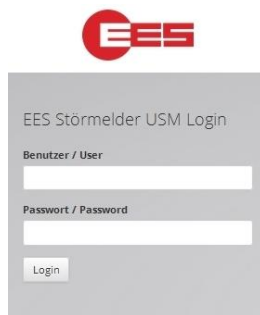 EES
EES Störmelder USM Login
Benutzer / User
Passwort / Password
Login